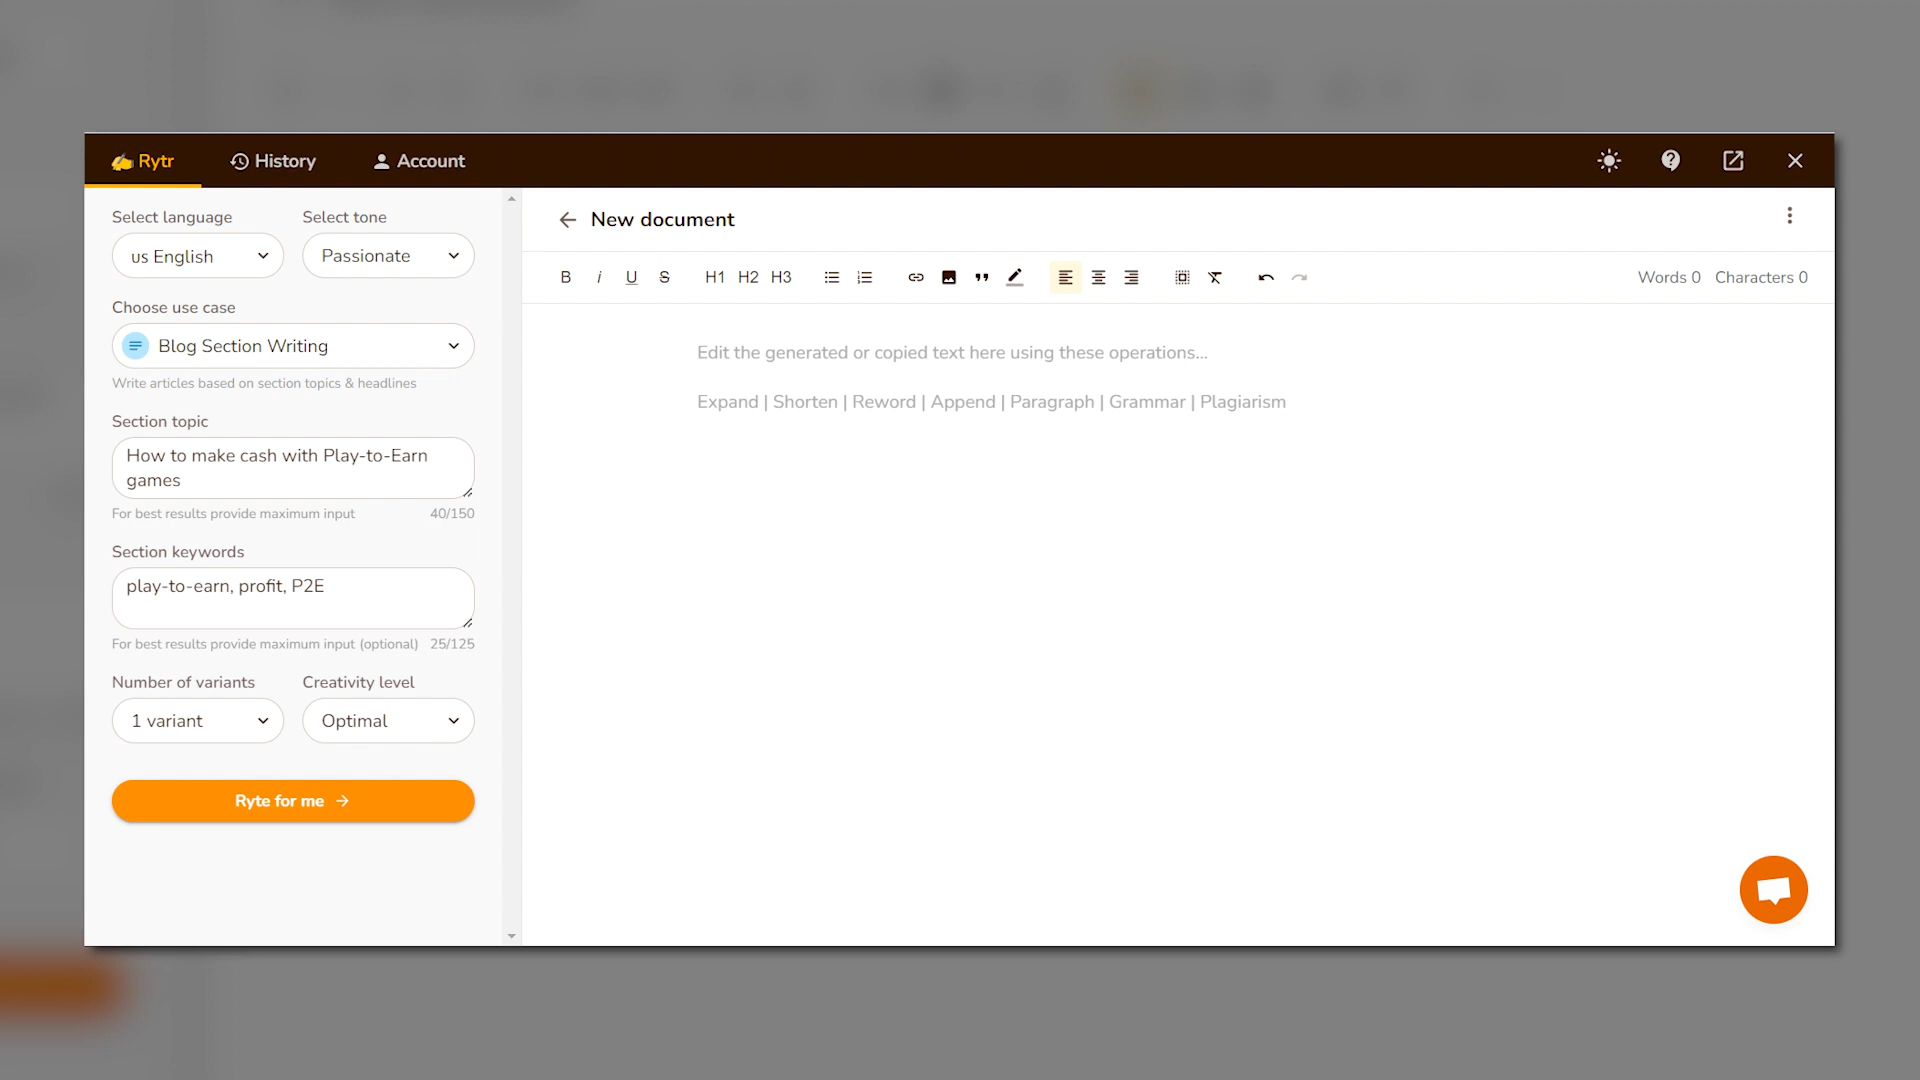 Rytr History Account
Select language Select tone
us English Passionate
Choose use case
Blog Section Writing
Write articles based on section topics & headlines
Section topic
How to make cash with Play-to-Earn
games
For best results provide maximum input 40/150
Section keywords
play-to-earn, profit, P2E
For best results provide maximum input (optional) 25/125
Number of variants Creativity level
1 variant Optimal
Ryte for me
New document
B i U S H1 H2 H3 Words 0 Characters 0
Edit the generated or copied text here using these operations...
Expand | Shorten | Reword | Append | Paragraph | Grammar | Plagiarism